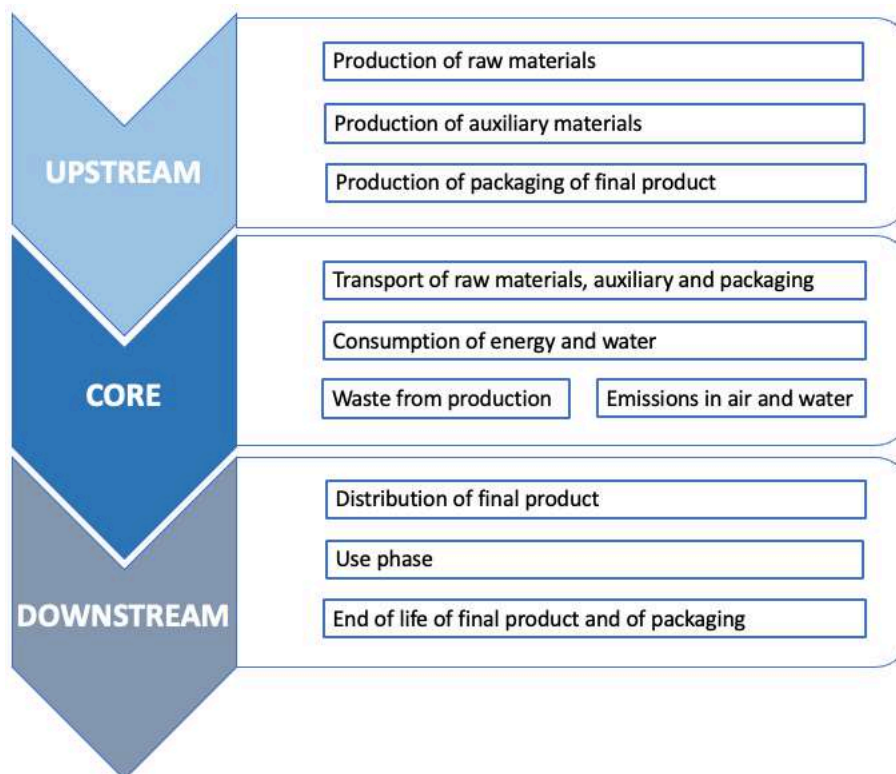 Production of raw materials
Production of auxiliary materials
UPSTREAM
Production of packaging of final product
Transport of raw materials, auxiliary and packaging
Consumption of energy and water
CORE
Waste from production
Emissions in air and water
Distribution of final product
Use phase
DOWNSTREAM
End of life of final product and of packaging